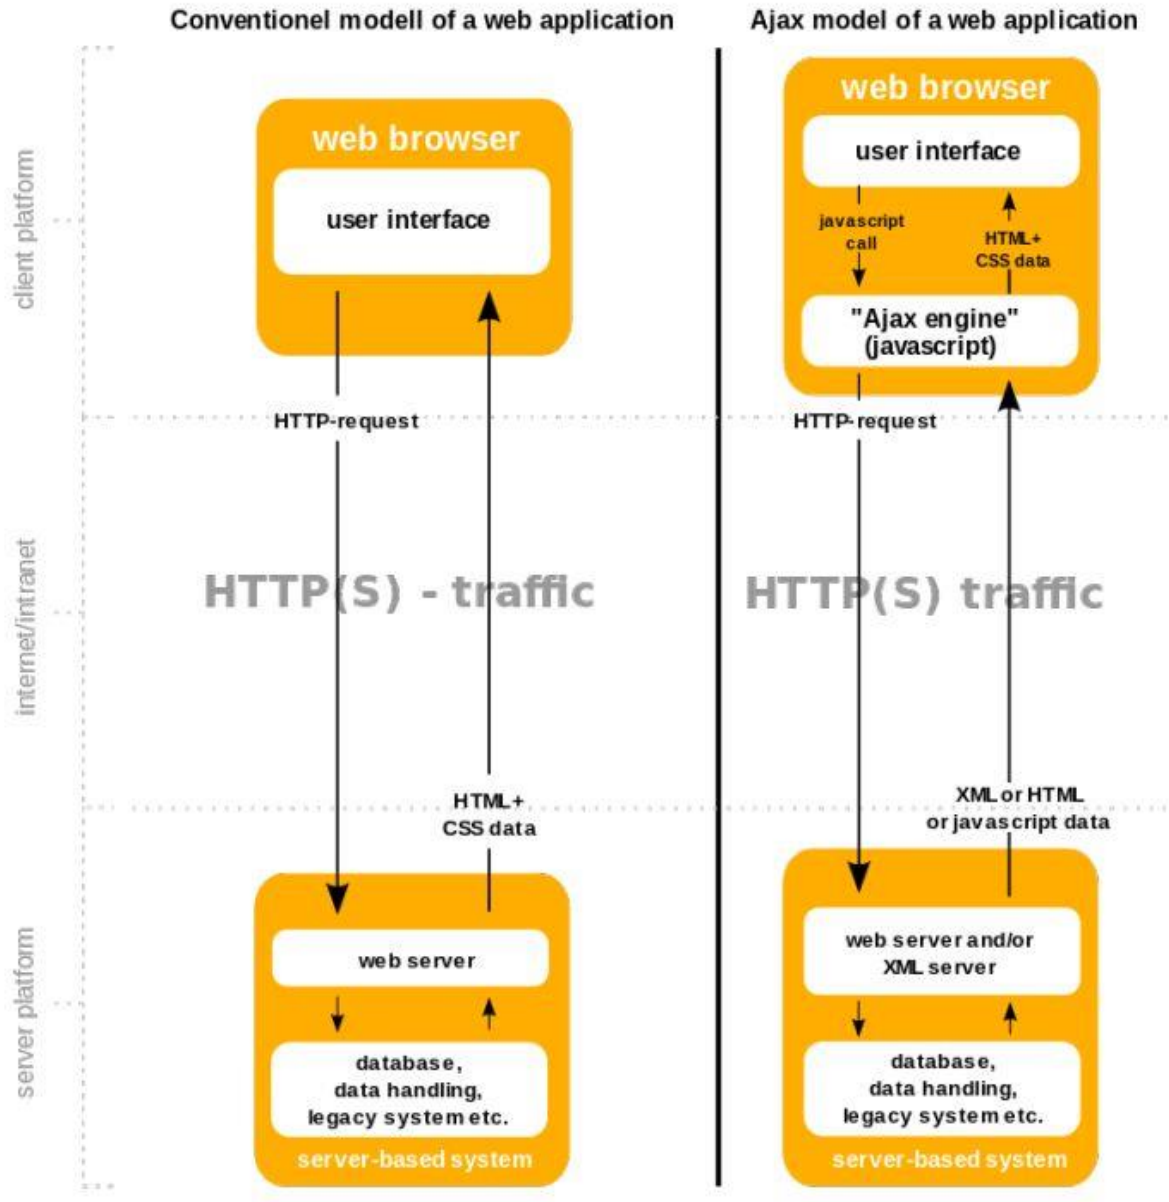 Conventionel modell of a web application
web browser
user interface
HTTP-request
HTTP(S) - traffic
HTML+
CSS data
web server
database,
data handling,
legacy system etc.
server-based system
Ajax model of a web application
web browser
user interface
javascript
call
HTML+
CSS data
"Ajax engine"
(javascript)
HTTP-request
HTTP(S) traffic
XML or HTML
or javascript data
web server and/or
XML server
database,
data handling,
legacy system etc.
server-based system
client platform
internet/intranet
server platform